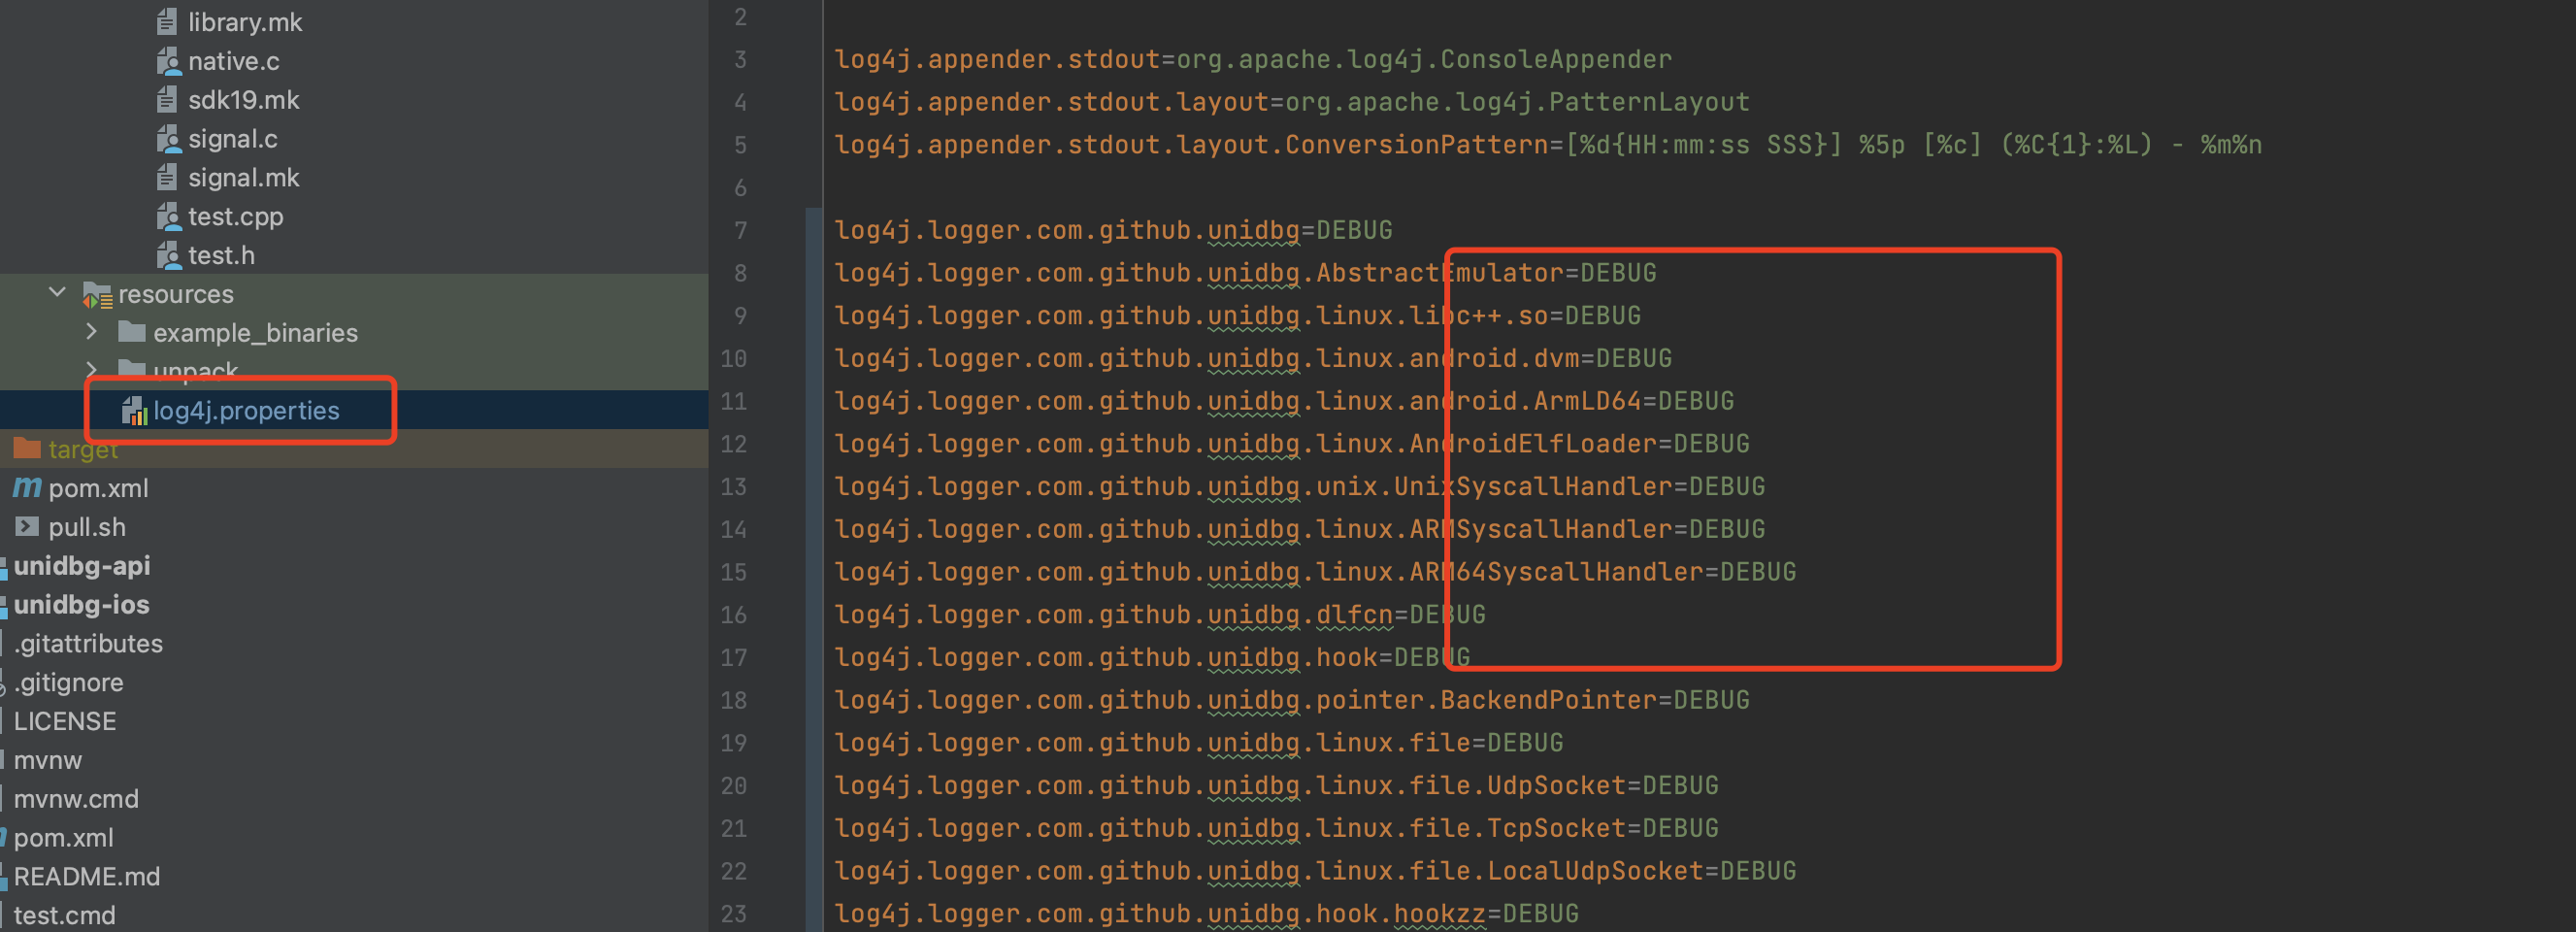 library.mk
native.c
sdk19.mk
signal.c
signal.mk
test.cpp
test.h
resources
example_binaries
unpack
log4j.properties
target
pom.xml
pull.sh
unidbg-api
unidbg-ios
.gitattributes
.gitignore
LICENSE
mvnw
mvnw.cmd
pom.xml
README.md
test.cmd
2
3 log4j.appender.stdout=org.apache.log4j.ConsoleAppender
4 log4j.appender.stdout.layout=org.apache.log4j.PatternLayout
5 log4j.appender.stdout.layout.ConversionPattern=[%d{HH:mm:ss SSS}] %5p [%c] (%C{1}:%L) - %m%n
6
7 log4j.logger.com.github.unidbg=DEBUG
8 log4j.logger.com.github.unidbg.AbstractEmulator=DEBUG
9 log4j.logger.com.github.unidbg.linux.libc++.so=DEBUG
10 log4j.logger.com.github.unidbg.linux.android.dvm=DEBUG
11 log4j.logger.com.github.unidbg.linux.android.ArmLD64=DEBUG
12 log4j.logger.com.github.unidbg.linux.AndroidElfLoader=DEBUG
13 log4j.logger.com.github.unidbg.unix.UnixSyscallHandler=DEBUG
14 log4j.logger.com.github.unidbg.linux.ARMSyscallHandler=DEBUG
15 log4j.logger.com.github.unidbg.linux.ARM64SyscallHandler=DEBUG
16 log4j.logger.com.github.unidbg.dlfcn=DEBUG
17 log4j.logger.com.github.unidbg.hook=DEBUG
18 log4j.logger.com.github.unidbg.pointer.BackendPointer=DEBUG
19 log4j.logger.com.github.unidbg.linux.file=DEBUG
20 log4j.logger.com.github.unidbg.linux.file.UdpSocket=DEBUG
21 log4j.logger.com.github.unidbg.linux.file.TcpSocket=DEBUG
22 log4j.logger.com.github.unidbg.linux.file.LocalUdpSocket=DEBUG
23 log4j.logger.com.github.unidbg.hook.hookzz=DEBUG